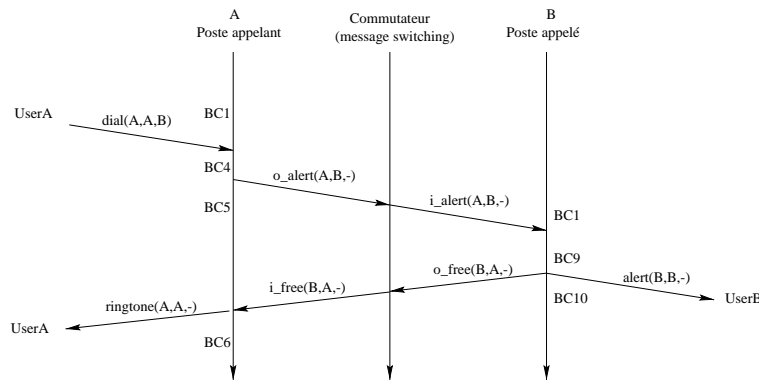 A
Poste appelant
Commutateur
(message switching)
B
Poste appelé
UserA
dial(A,A,B)
BC1
BC4
o_alert(A,B,-)
BC5
i_alert(A,B,-)
BC1
BC9
o_free(B,A,-)
alert(B,B,-)
i_free(B,A,-)
BC10
UserB
ringtone(A,A,-)
UserA
BC6